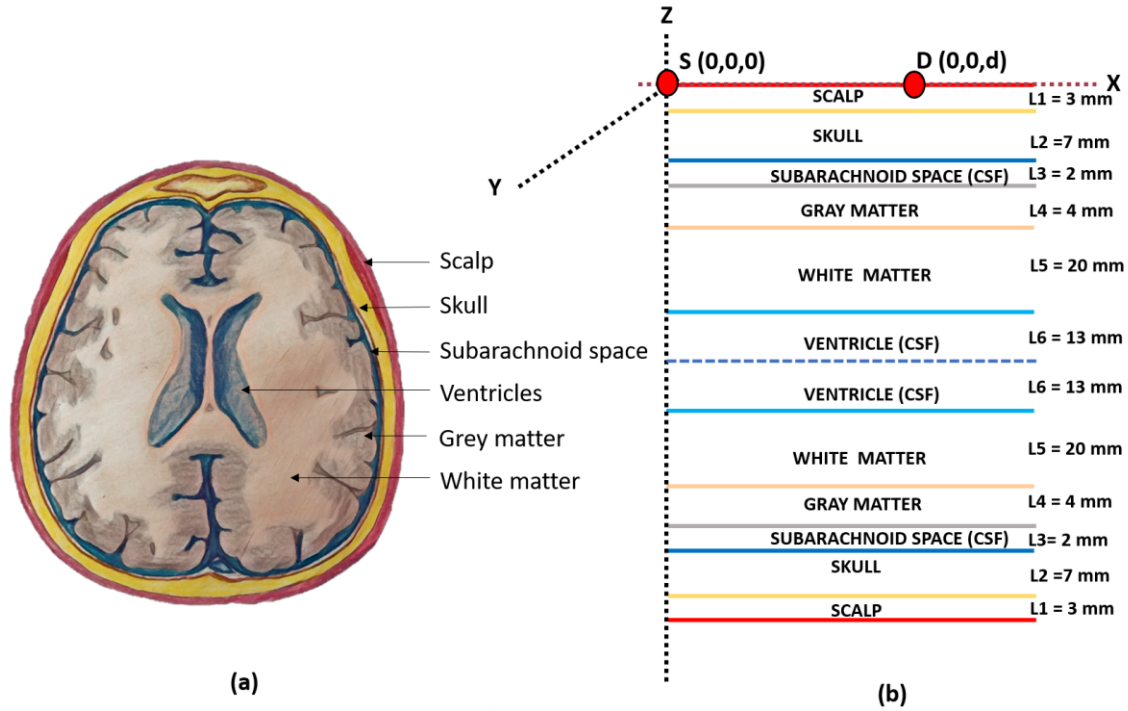 Scalp
Skull
Subarachnoid space
Ventricles
Grey matter
White matter
(a)
Z
S (0,0,0)
D (0,0,d)
X
Y
SCALP
L1 = 3 mm
SKULL
L2 =7 mm
SUBARACHNOID SPACE (CSF)
L3 = 2 mm
GRAY MATTER
L4 = 4 mm
WHITE MATTER
L5 = 20 mm
VENTRICLE (CSF)
L6 = 13 mm
VENTRICLE (CSF)
L6 = 13 mm
WHITE MATTER
L5 = 20 mm
GRAY MATTER
L4 = 4 mm
SUBARACHNOID SPACE (CSF)
L3= 2 mm
SKULL
L2 =7 mm
SCALP
L1 = 3 mm
(b)